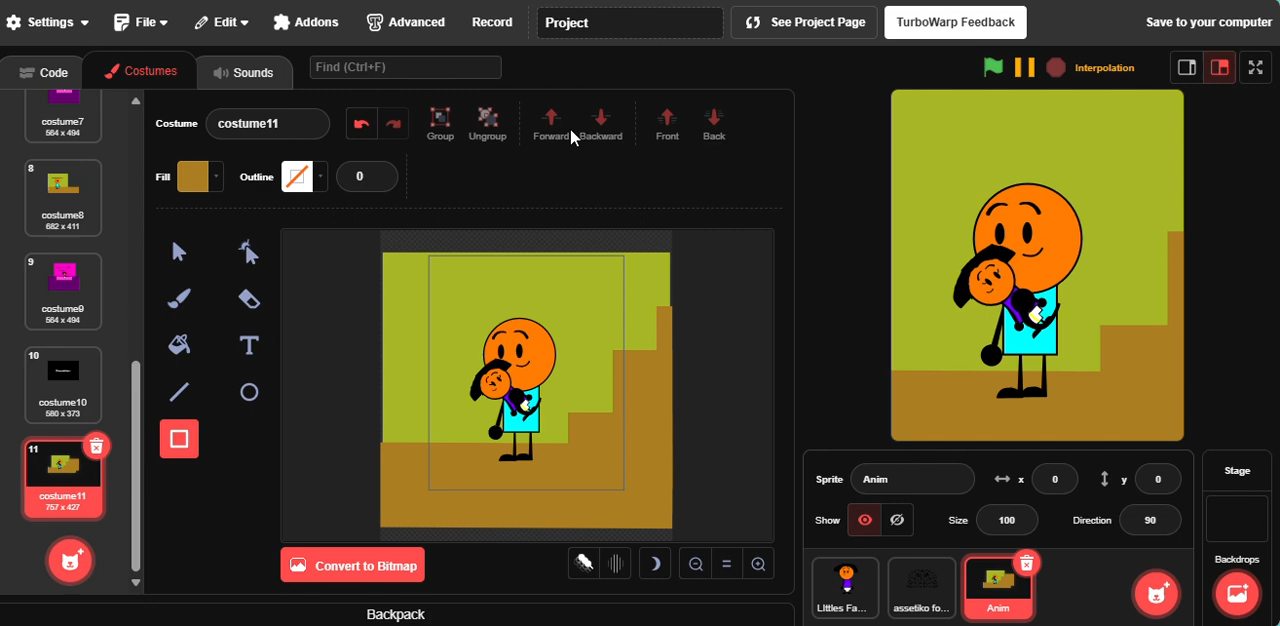 Settings File Edit Addons Advanced Record Project See Project Page TurboWarp Feedback Save to your computer
Code Costumes Sounds Find (Ctrl+F) Interpolation
costume7
564 x 494
8
costume8
682 x 411
9
costume9
564 x 494
10
costume10
580 x 373
11
costume11
757 x 427
Costume costume11 Group Ungroup Forward Backward Front Back
Fill Outline 0
T
Convert to Bitmap
Backpack
Sprite Anim x 0 y 0
Show Size 100 Direction 90
LIttles Fa... assetiko fo... Anim
Stage
Backdrops